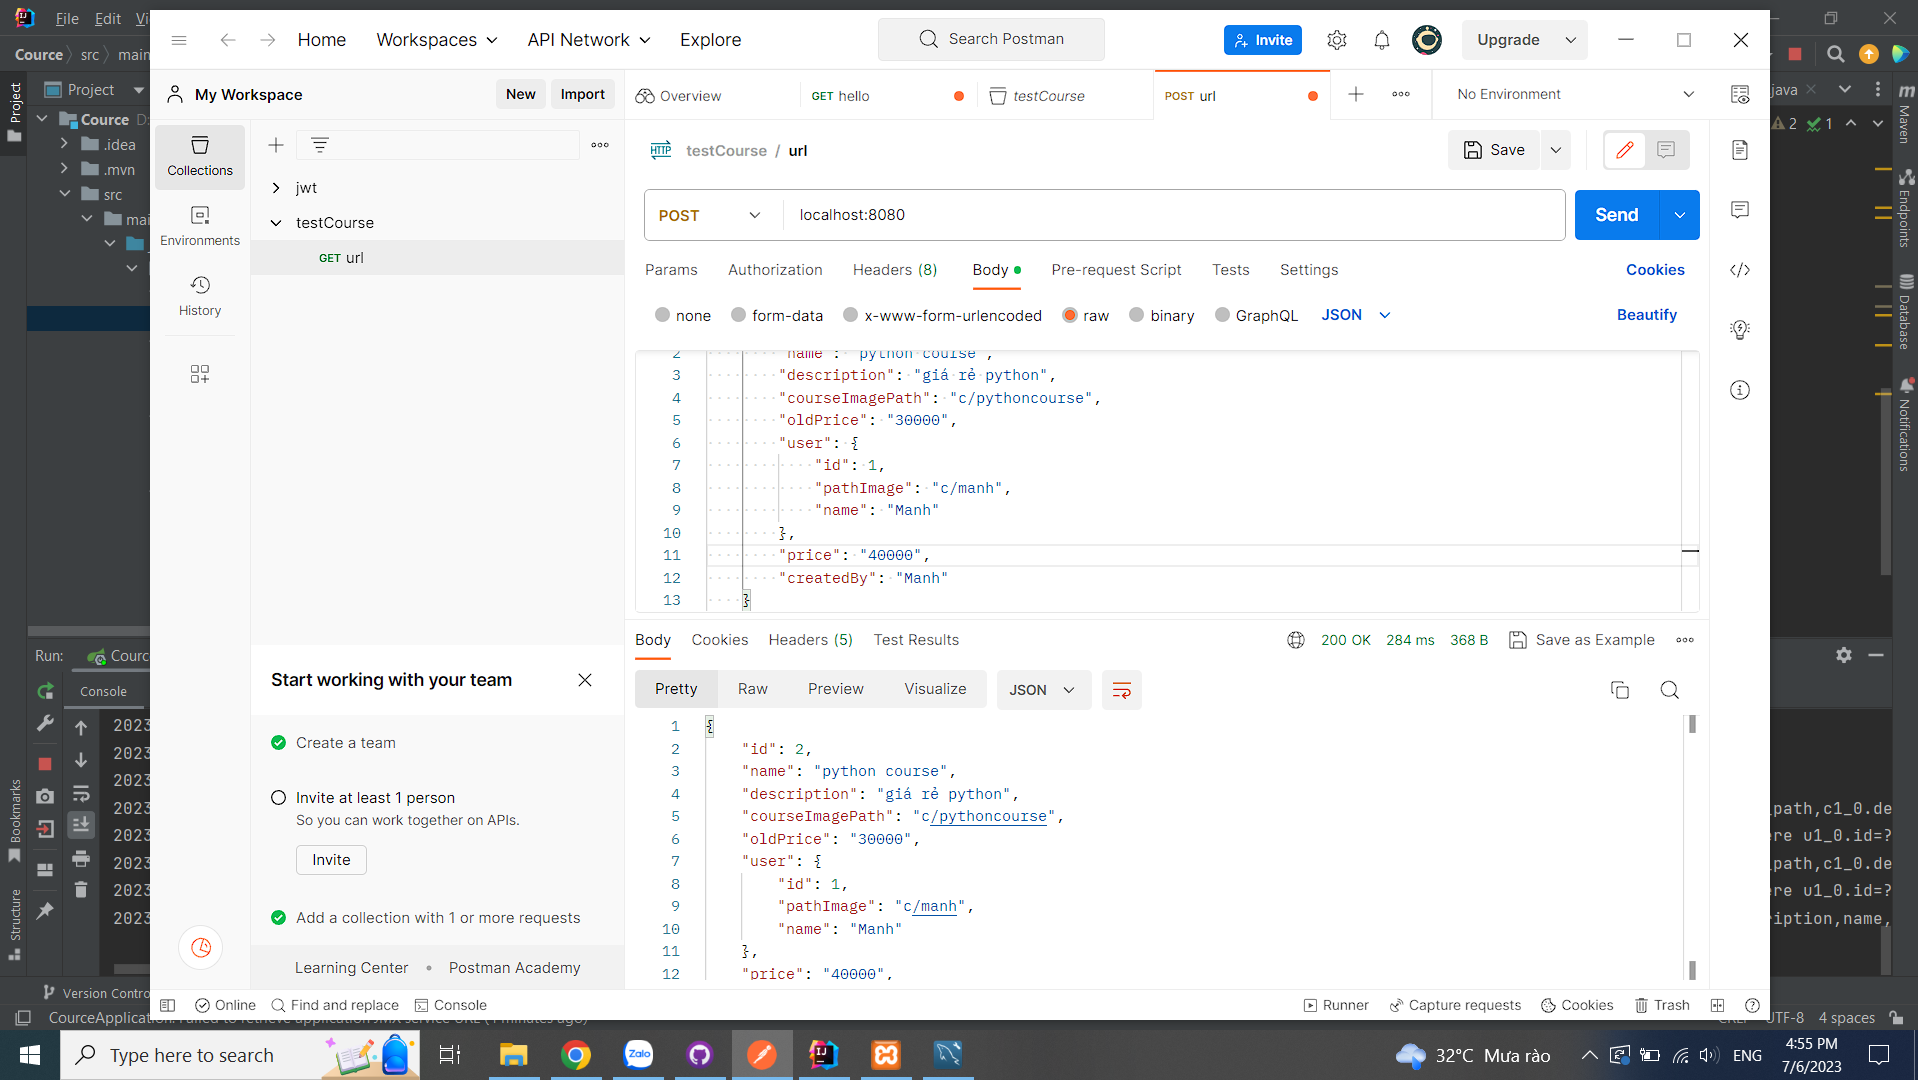 File Edit Vi
Cource src main
Home Workspaces API Network Explore Search Postman Invite Upgrade
My Workspace New Import Overview GET hello testCourse POST url No Environment
Project
Project
Cource D:
.idea
.mvn
src
mai
java
2 1
Maven
Endpoints
Database
Notifications
Collections
Environments
History
jwt
testCourse
GET url
HTTP testCourse / url Save
POST localhost:8080 Send
Params Authorization Headers (8) Body Pre-request Script Tests Settings Cookies
none form-data x-www-form-urlencoded raw binary GraphQL JSON Beautify
2 "name": "python course",
3 "description": "giá rẻ python",
4 "courseImagePath": "c/pythoncourse",
5 "oldPrice": "30000",
6 "user": {
7 "id": 1,
8 "pathImage": "c/manh",
9 "name": "Manh"
10 },
11 "price": "40000",
12 "createdBy": "Manh"
13 }
Body Cookies Headers (5) Test Results 200 OK 284 ms 368 B Save as Example
Pretty Raw Preview Visualize JSON
1 {
2 "id": 2,
3 "name": "python course",
4 "description": "giá rẻ python",
5 "courseImagePath": "c/pythoncourse",
6 "oldPrice": "30000",
7 "user": {
8 "id": 1,
9 "pathImage": "c/manh",
10 "name": "Manh"
11 },
12 "price": "40000",
Start working with your team
Create a team
Invite at least 1 person
So you can work together on APIs.
Invite
Add a collection with 1 or more requests
Learning Center • Postman Academy
Run: Courc
Console
2023
2023
2023
2023
2023
2023
2023
2023
path,c1_0.de
ere u1_0.id=?
path,c1_0.de
ere u1_0.id=?
ription,name,
Bookmarks
Structure
Version Contro
Online Find and replace Console Runner Capture requests Cookies Trash
CourceApplication: Failed to retrieve application JMX service URL (4 minutes ago) CRLF UTF-8 4 spaces
Type here to search Zalo 32°C Mưa rào ENG 4:55 PM
7/6/2023